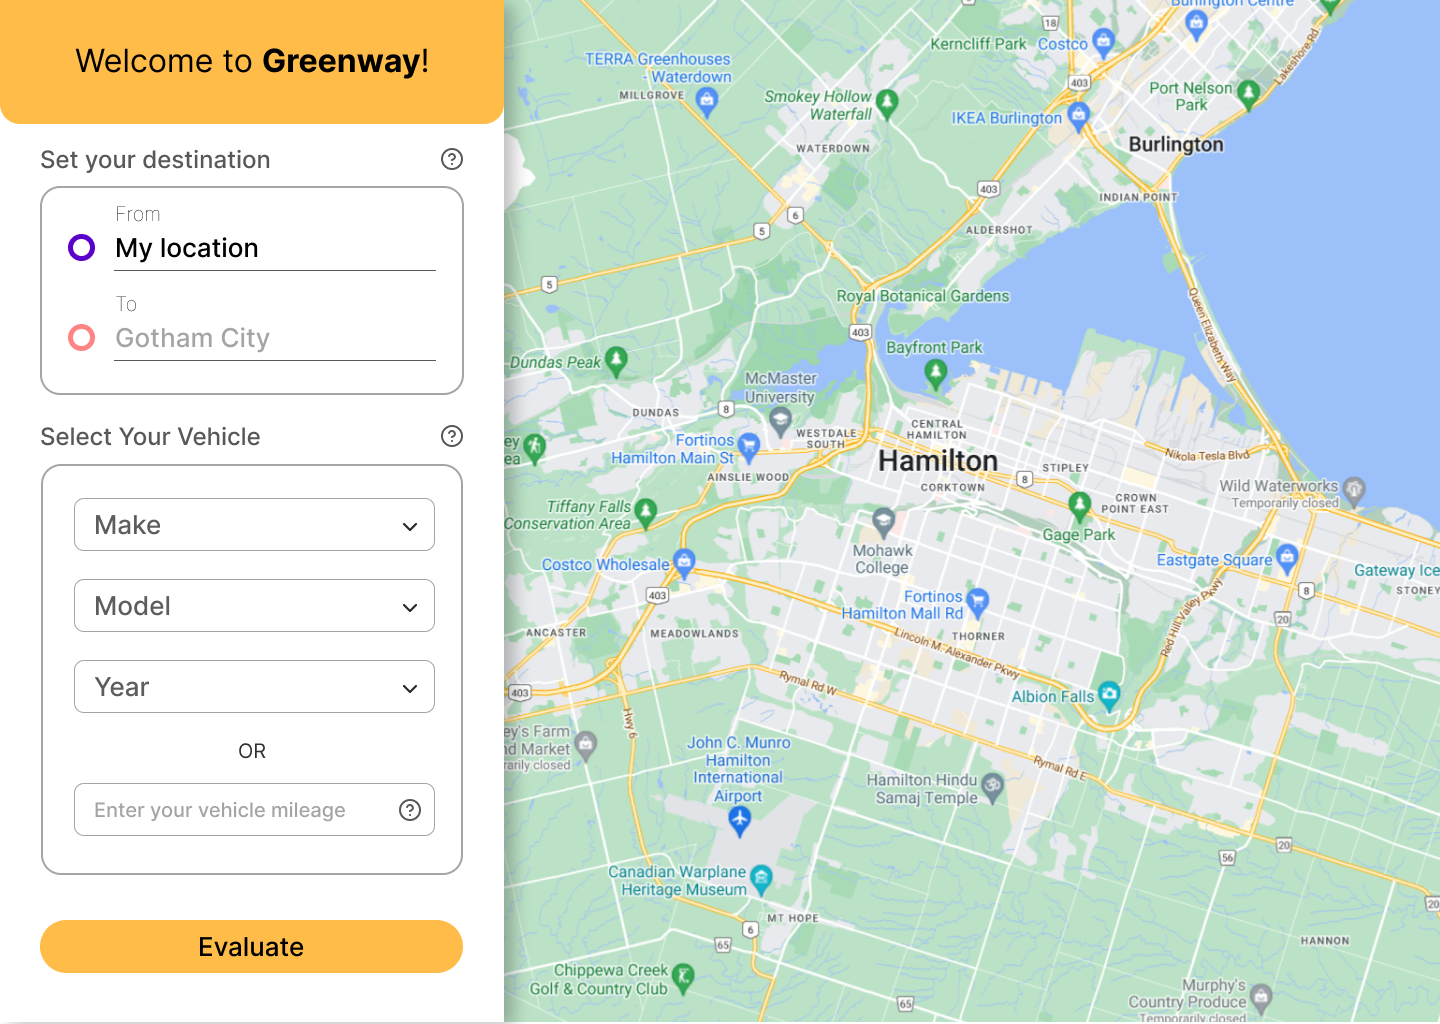 Welcome to Greenway!
Set your destination
From
My location
To
Gotham City
Select Your Vehicle
Make
Model
Year
OR
Enter your vehicle mileage
Evaluate
Burlington Centre
18
Kerncliff Park
Costco
TERRA Greenhouses
- Waterdown
MILLGROVE
403
Lakeshore Rd
Smokey Hollow
Waterfall
Port Nelson
Park
IKEA Burlington
Burlington
WATERDOWN
403
INDIAN POINT
6
5
ALDERSHOT
5
Royal Botanical Gardens
Queen Elizabeth Way
403
Bayfront Park
Dundas Peak
McMaster
University
DUNDAS
8
CENTRAL
HAMILTON
WESTDALE
SOUTH
ey
ea
Fortinos
Hamilton Main St
Hamilton
Nikola Tesla Blvd
STIPLEY
AINSLIE WOOD
CORKTOWN
8
Wild Waterworks
Temporarily closed
CROWN
POINT EAST
Tiffany Falls
Conservation Area
Gage Park
Mohawk
College
Costco Wholesale
Eastgate Square
Gateway Ice
STONEY
8
403
Fortinos
Hamilton Mall Rd
Red Hill Valley Pkwy
20
ANCASTER
MEADOWLANDS
THORNER
Lincoln M. Alexander Pkwy
403
Rymal Rd W
Albion Falls
Hwy 6
ey's Farm
nd Market
rarily closed
John C. Munro
Hamilton
International
Airport
Rymal Rd E
Hamilton Hindu
Samaj Temple
20
56
Canadian Warplane
Heritage Museum
20
MT HOPE
6
65
HANNON
Chippewa Creek
Golf & Country Club
65
Murphy's
Country Produce
Temporarily closed